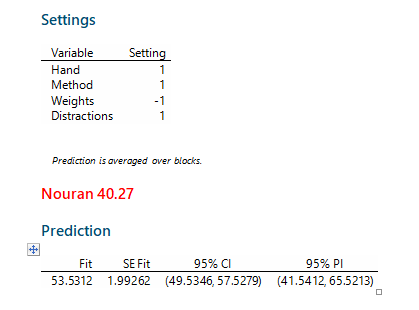 Settings
Variable Setting
Hand 1
Method 1
Weights -1
Distractions 1
Prediction is averaged over blocks.
Nouran 40.27
Prediction
Fit SE Fit 95% CI 95% PI
53.5312 1.99262 (49.5346, 57.5279) (41.5412, 65.5213)